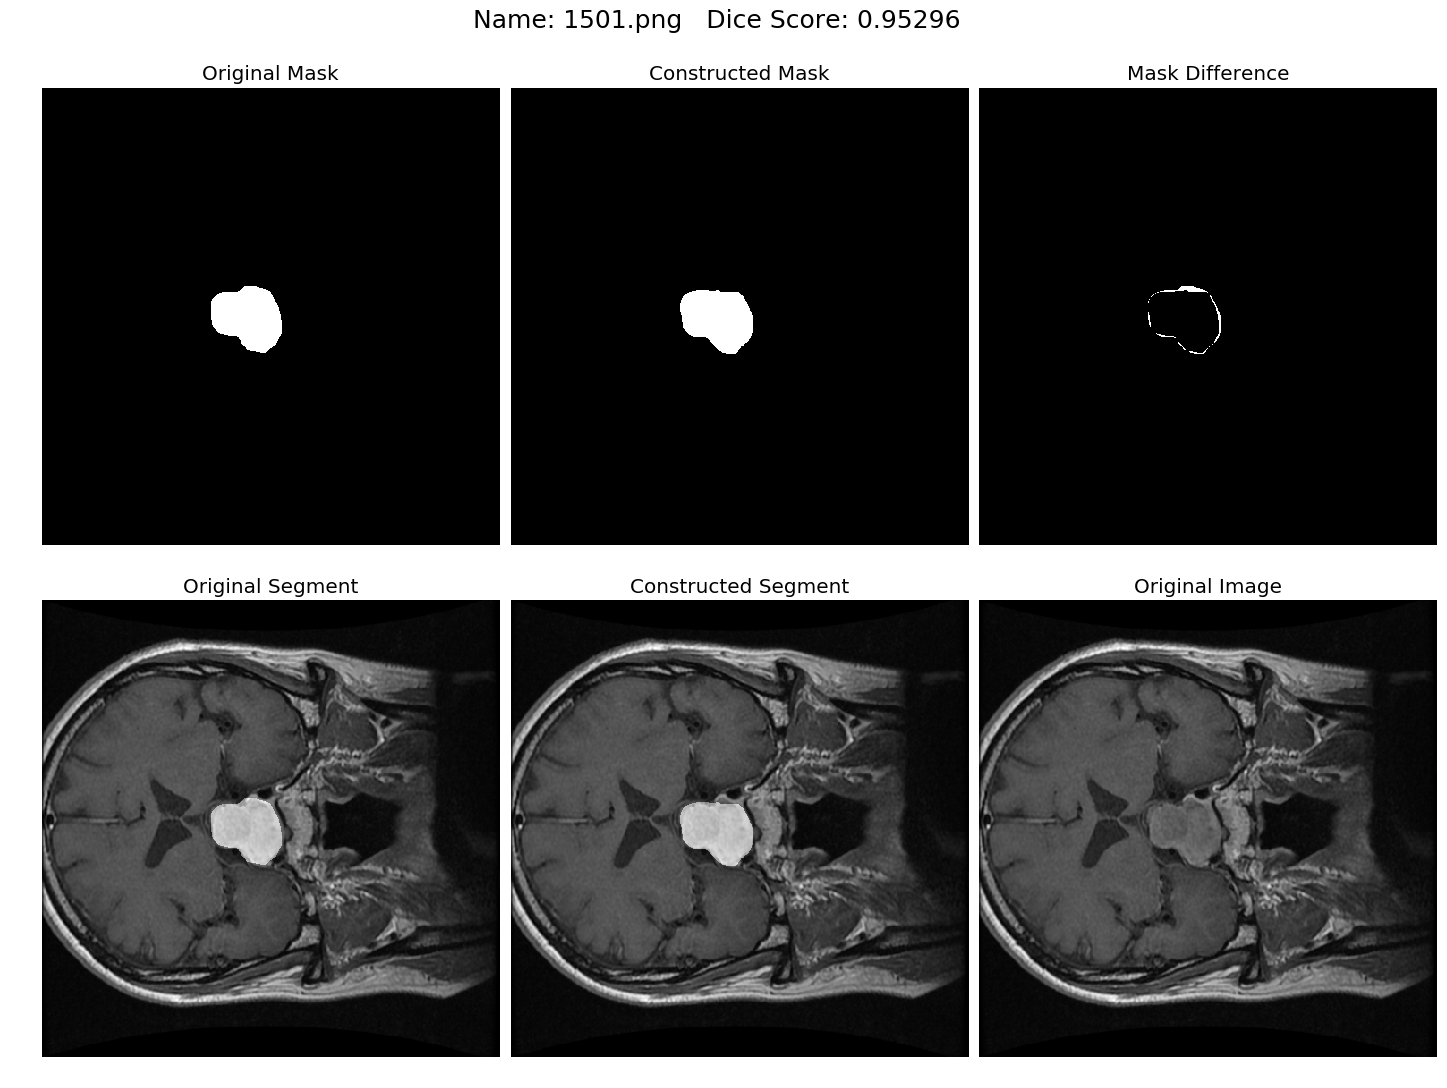 Name: 1501.png   Dice Score: 0.95296
Original Mask
Constructed Mask
Mask Difference
Original Segment
Constructed Segment
Original Image